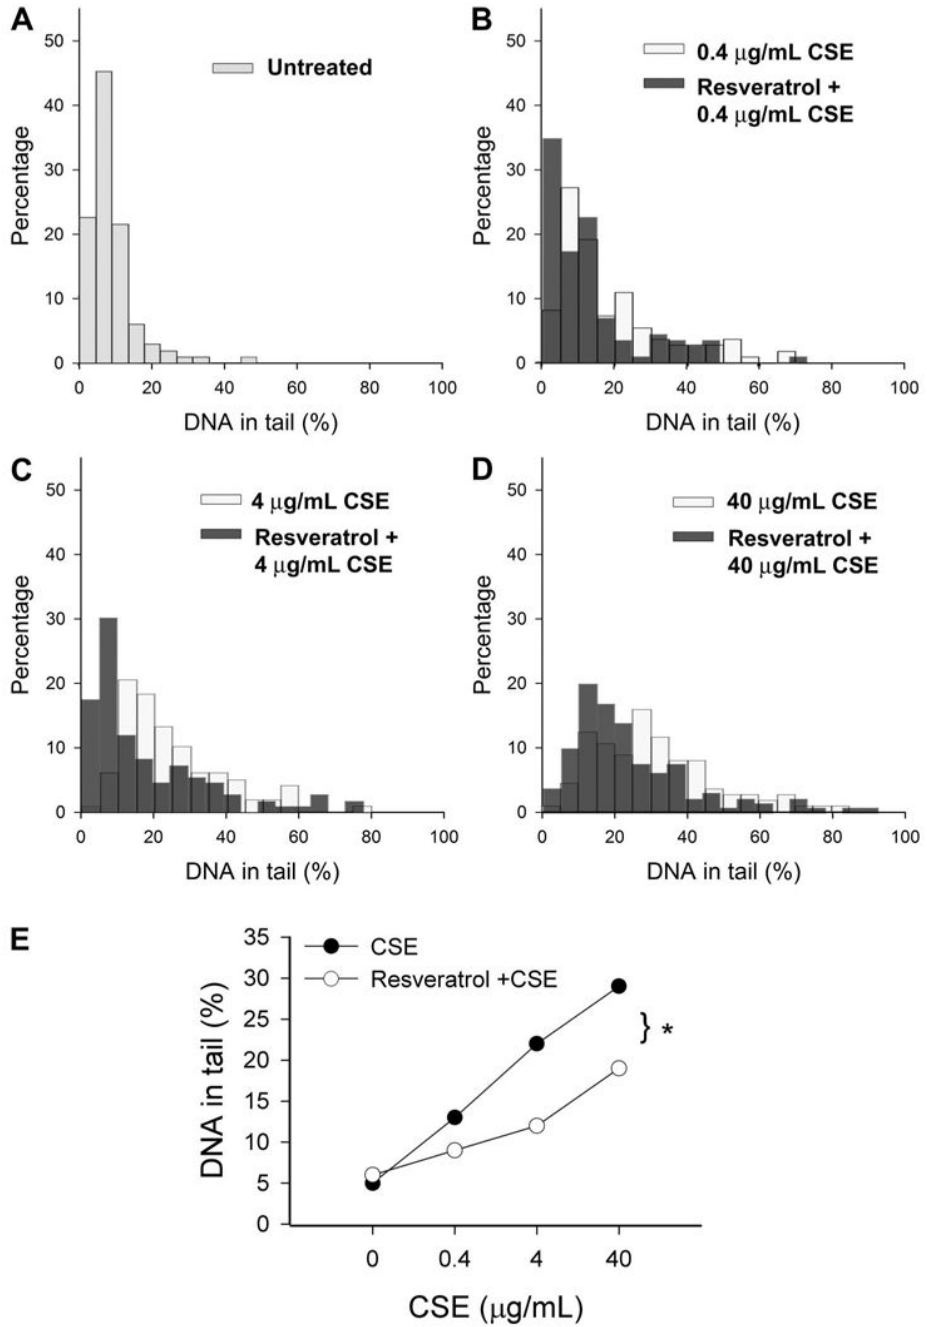 A
50
40
30
20
10
0
Percentage
Untreated
0 20 40 60 80 100
DNA in tail (%)
B
50
40
30
20
10
0
Percentage
0.4 μg/mL CSE
Resveratrol +
0.4 μg/mL CSE
0 20 40 60 80 100
DNA in tail (%)
C
50
40
30
20
10
0
Percentage
4 μg/mL CSE
Resveratrol +
4 μg/mL CSE
0 20 40 60 80 100
DNA in tail (%)
D
50
40
30
20
10
0
Percentage
40 μg/mL CSE
Resveratrol +
40 μg/mL CSE
0 20 40 60 80 100
DNA in tail (%)
E
35
30
25
20
15
10
5
0
DNA in tail (%)
CSE
Resveratrol +CSE
} *
0 0.4 4 40
CSE (μg/mL)